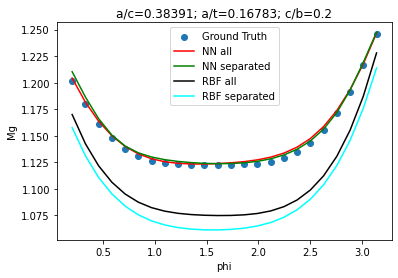 a/c=0.38391; a/t=0.16783; c/b=0.2
Ground Truth
NN all
NN separated
RBF all
RBF separated
1.250
1.225
1.200
1.175
1.150
1.125
1.100
1.075
Mg
0.5 1.0 1.5 2.0 2.5 3.0
phi